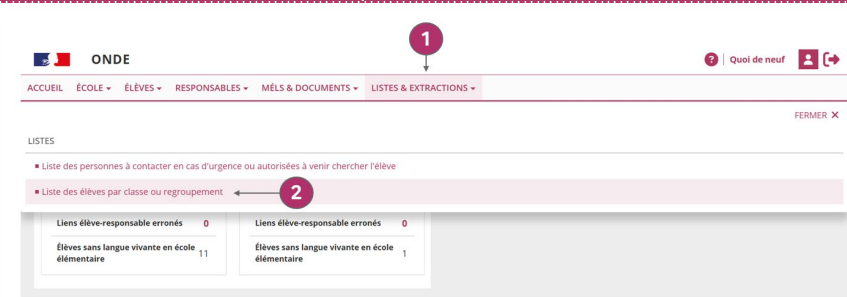 1
ONDE
? Quoi de neuf
ACCUEIL ÉCOLE ÉLÈVES RESPONSABLES MÉLS & DOCUMENTS LISTES & EXTRACTIONS
FERMER X
LISTES
Liste des personnes à contacter en cas d'urgence ou autorisées à venir chercher l'élève
Liste des élèves par classe ou regroupement 2
Liens élève-responsable erronés 0 Liens élève-responsable erronés 0
Élèves sans langue vivante en école élémentaire 11 Élèves sans langue vivante en école élémentaire 1